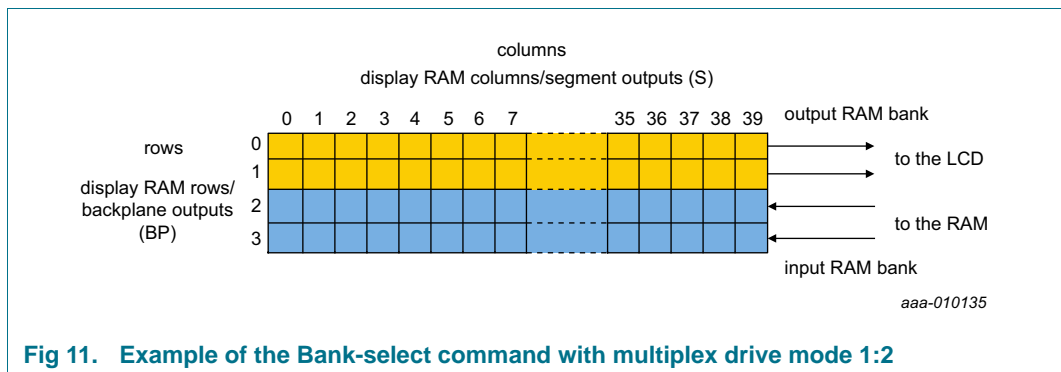 columns
display RAM columns/segment outputs (S)
0 1 2 3 4 5 6 7 35 36 37 38 39 output RAM bank
rows
0
to the LCD
1
display RAM rows/
backplane outputs
(BP)
2
to the RAM
3
input RAM bank
aaa-010135
Fig 11. Example of the Bank-select command with multiplex drive mode 1:2